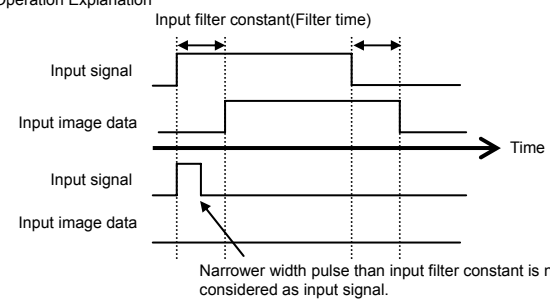 Operation Explanation
Input filter constant(Filter time)
Input signal
Input image data
Time
Input signal
Input image data
Narrower width pulse than input filter constant is
considered as input signal.